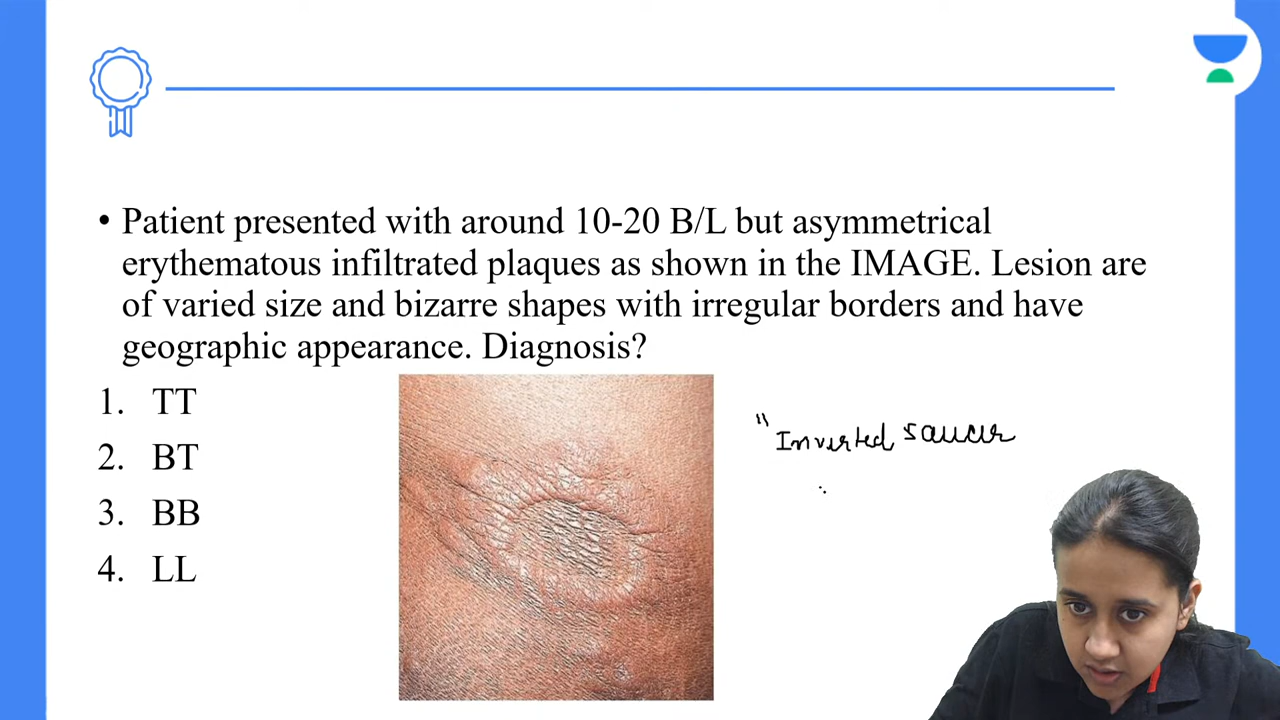 • Patient presented with around 10-20 B/L but asymmetrical
erythematous infiltrated plaques as shown in the IMAGE. Lesion are
of varied size and bizarre shapes with irregular borders and have
geographic appearance. Diagnosis?
1. TT
2. BT
3. BB
4. LL
"Inverted saucer